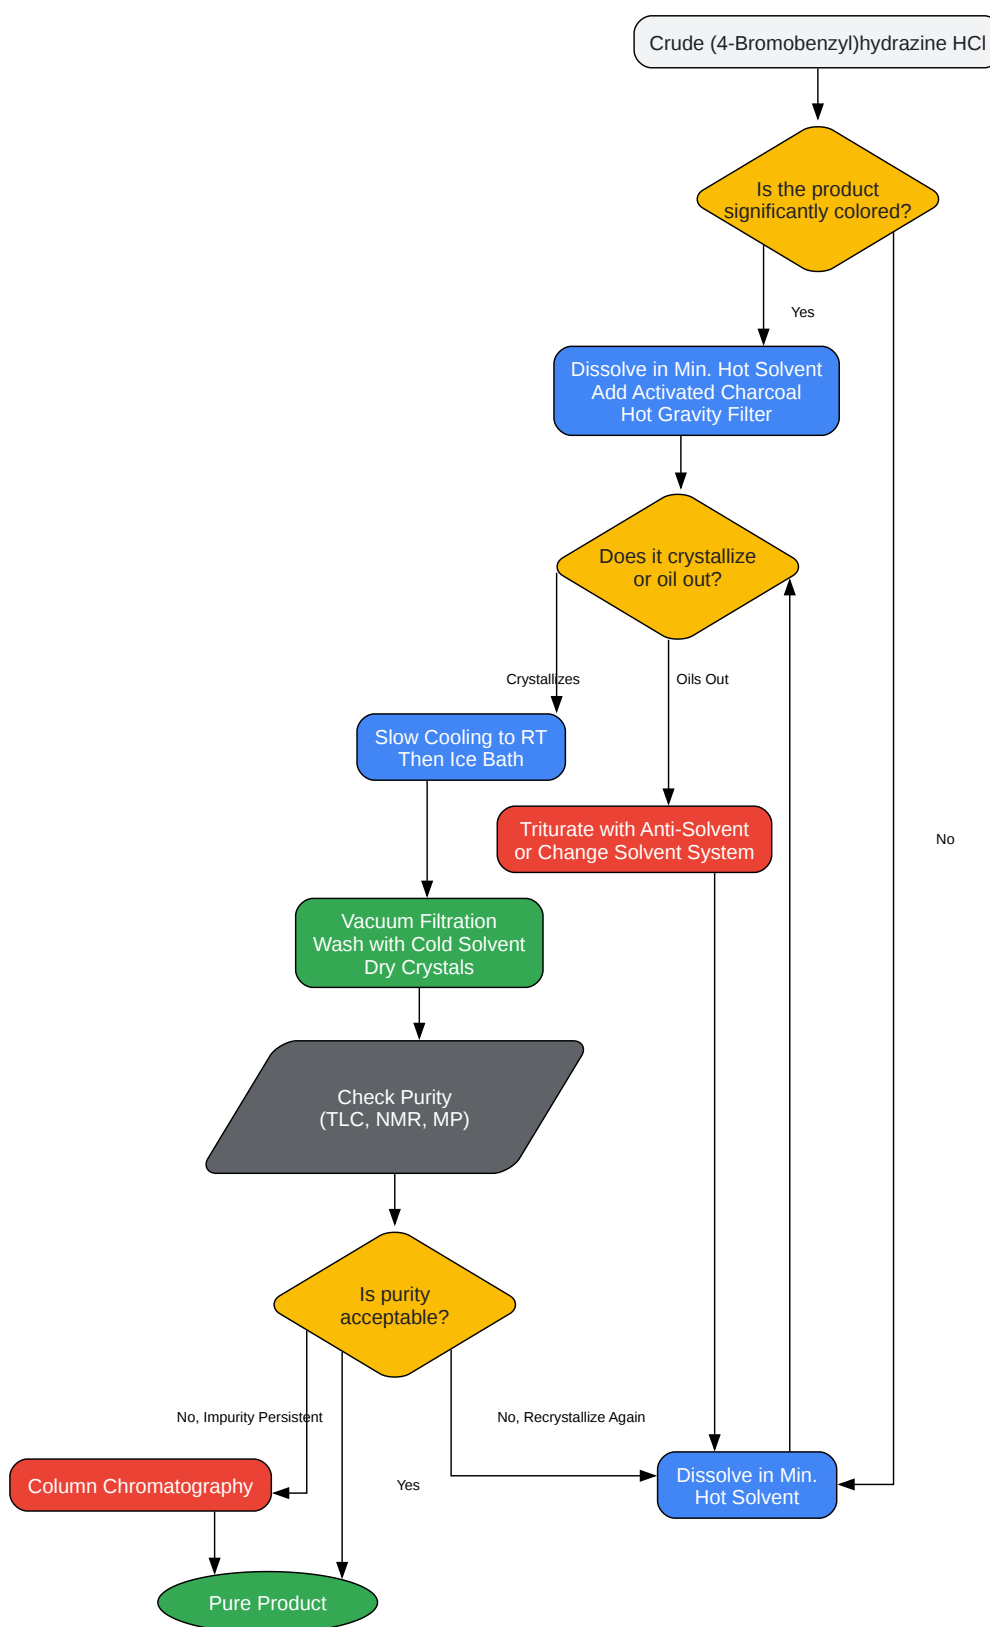 Crude (4-Bromobenzyl)hydrazine HCl
Is the product
significantly colored?
Yes
Dissolve in Min. Hot Solvent
Add Activated Charcoal
Hot Gravity Filter
Does it crystallize
or oil out?
Crystallizes
Oils Out
Slow Cooling to RT
Then Ice Bath
Triturate with Anti-Solvent
or Change Solvent System
No
Vacuum Filtration
Wash with Cold Solvent
Dry Crystals
Check Purity
(TLC, NMR, MP)
Is purity
acceptable?
No, Impurity Persistent
No, Recrystallize Again
Column Chromatography
Yes
Dissolve in Min.
Hot Solvent
Pure Product